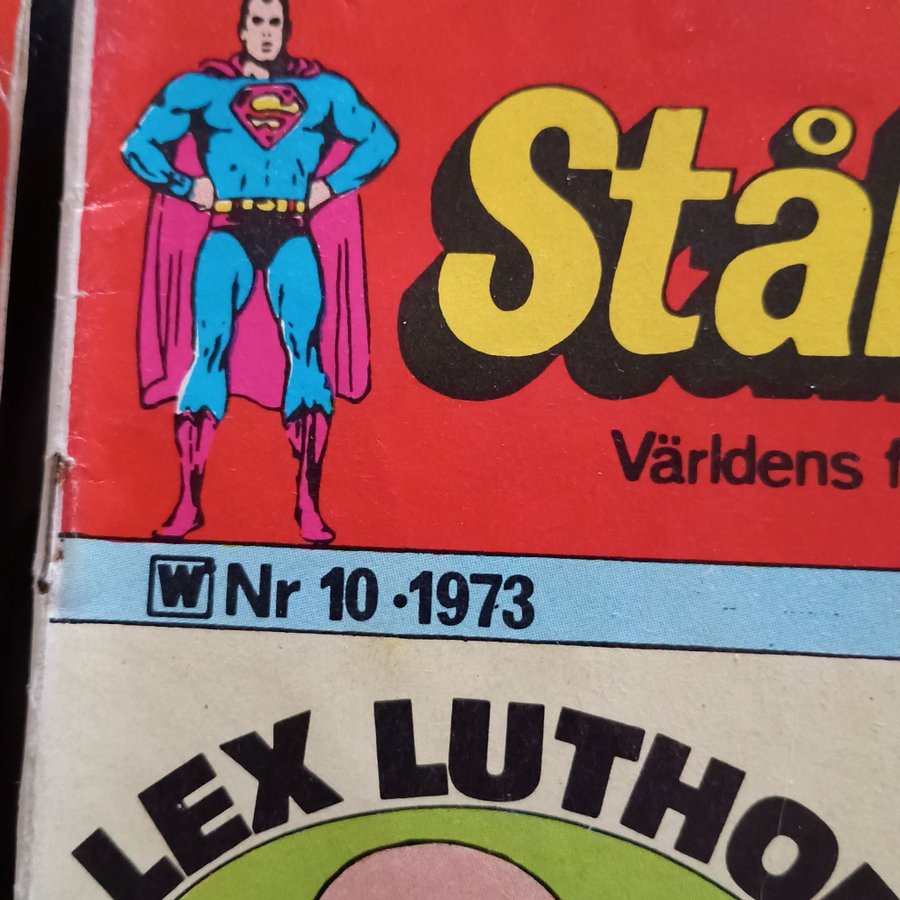 Stål
Världens f
W Nr 10 • 1973
LEX LUTHO